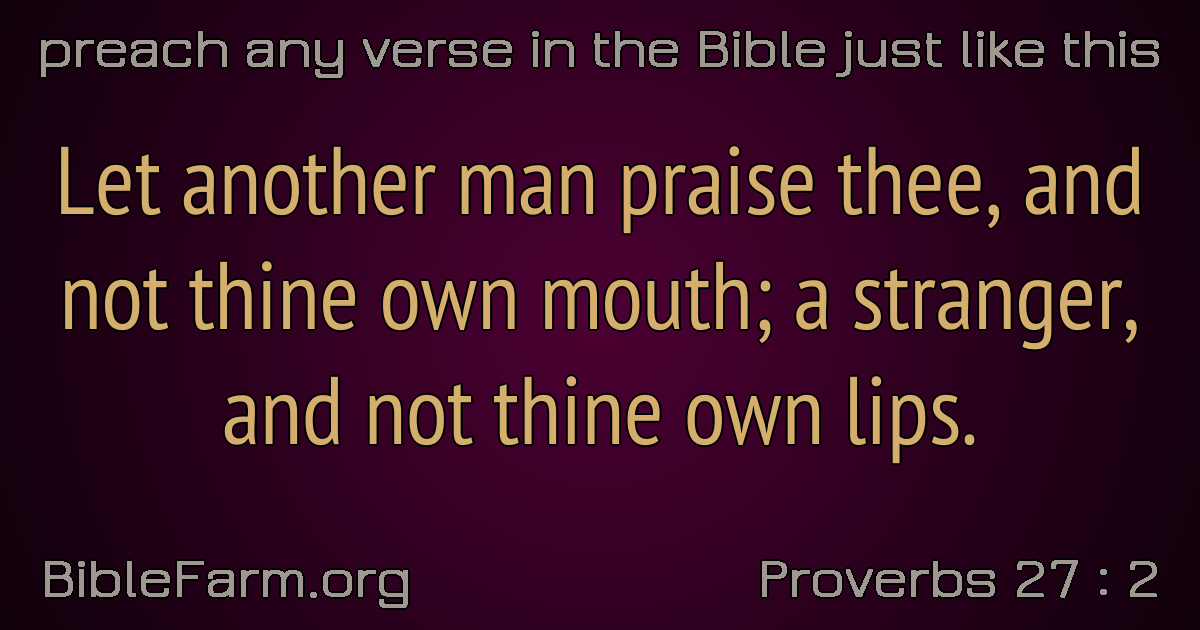 preach any verse in the Bible just like this
Let another man praise thee, and
not thine own mouth; a stranger,
and not thine own lips.
BibleFarm.org
Proverbs 27 : 2